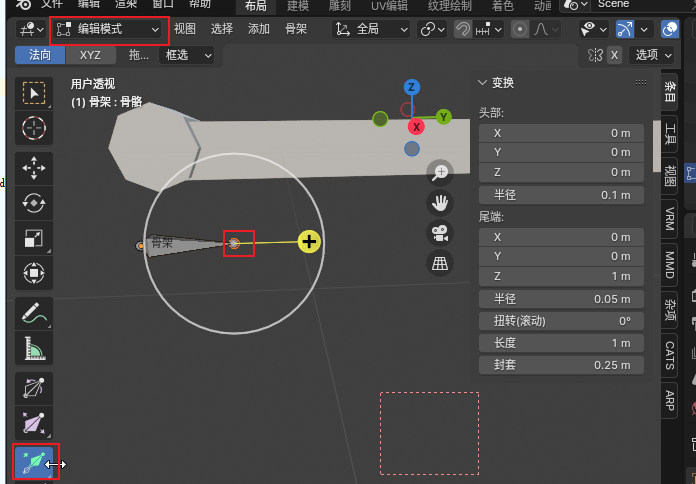 文件 编辑 渲染 窗口 帮助 布局 建模 雕刻 UV编辑 纹理绘制 着色 Scene
编辑模式 视图 选择 添加 骨架 全局
法向 XYZ 拖... 框选 X 选项
用户透视
(1) 骨架 : 骨骼
Z
Y
X
骨架
变换
头部:
X 0 m
Y 0 m
Z 0 m
半径 0.1 m
尾端:
X 0 m
Y 0 m
Z 1 m
半径 0.05 m
扭转(滚动) 0°
长度 1 m
封套 0.25 m
条目
工具
视图
VRM
MMD
杂项
CATS
ARP